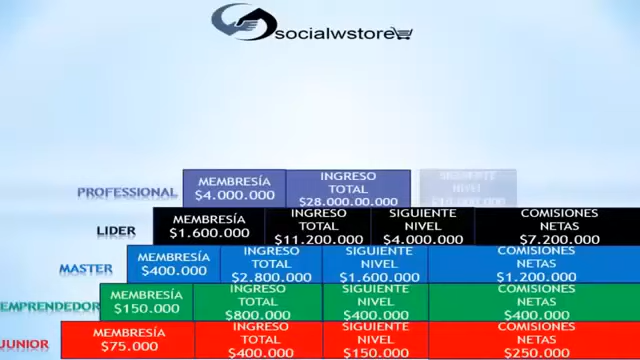 socialwstore
PROFESSIONAL MEMBRESÍA $4.000.000 INGRESO TOTAL $28.000.00.000 SIGUIENTE NIVEL
LIDER MEMBRESÍA $1.600.000 INGRESO TOTAL $11.200.000 SIGUIENTE NIVEL $4.000.000 COMISIONES NETAS $7.200.000
MASTER MEMBRESÍA $400.000 INGRESO TOTAL $2.800.000 SIGUIENTE NIVEL $1.600.000 COMISIONES NETAS $1.200.000
EMPRENDEDOR MEMBRESÍA $150.000 INGRESO TOTAL $800.000 SIGUIENTE NIVEL $400.000 COMISIONES NETAS $400.000
JUNIOR MEMBRESÍA $75.000 INGRESO TOTAL $400.000 SIGUIENTE NIVEL $150.000 COMISIONES NETAS $250.000